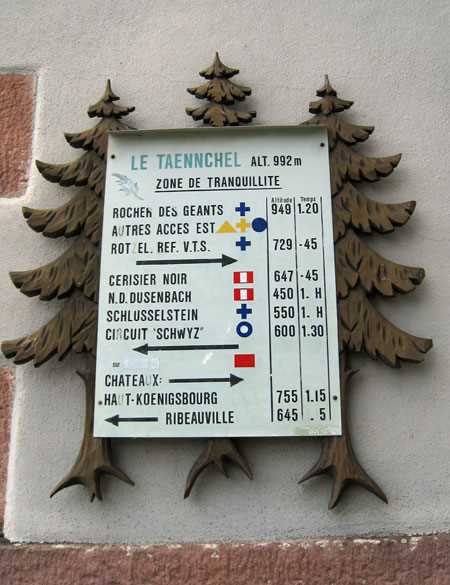 LE TAENNCHEL ALT. 992 m
ZONE DE TRANQUILLITE
Altitude Temps
ROCHER DES GEANTS 949 1.20
AUTRES ACCES EST
ROTZEL. REF. V.T.S. 729 -45
CERISIER NOIR 647 -45
N.D. DUSENBACH 450 1. H
SCHLUSSELSTEIN 550 1. H
CIRCUIT "SCHWYZ" 600 1.30
sur
CHATEAUX:
HAUT-KOENIGSBOURG 755 1.15
RIBEAUVILLE 645 . 5